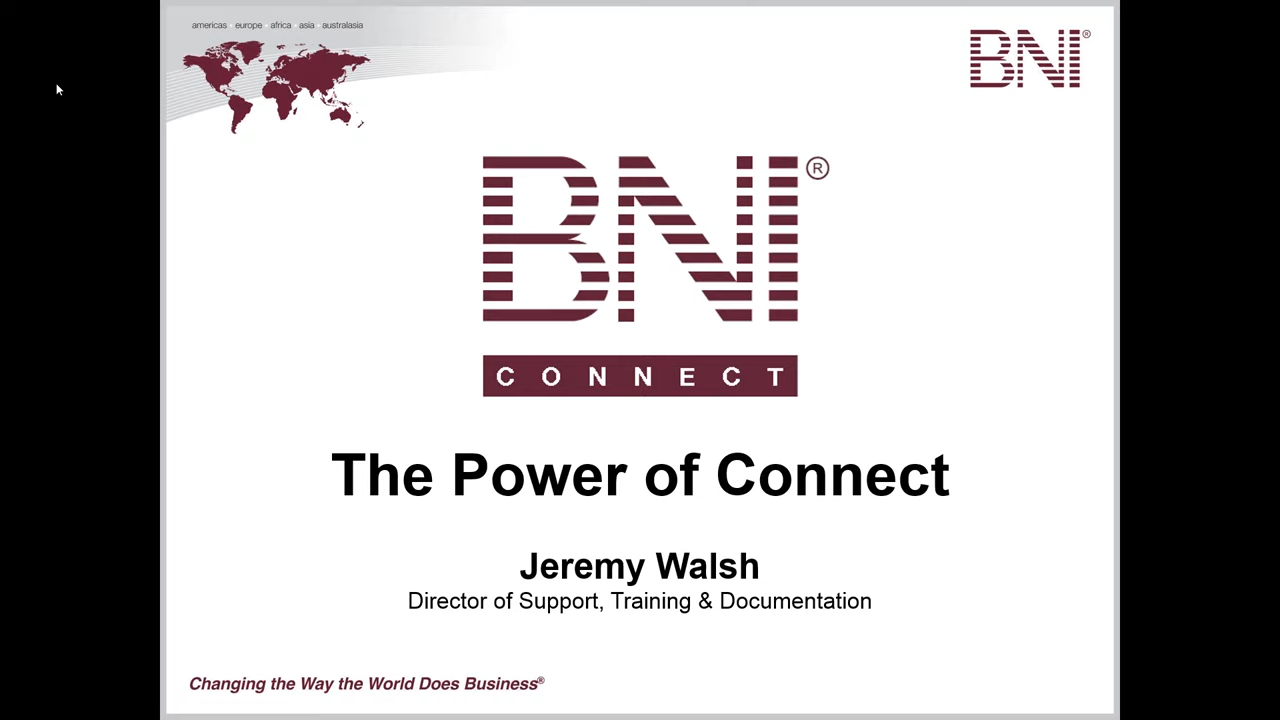 americas europe africa asia australasia
BNI®
BNI®
CONNECT
The Power of Connect
Jeremy Walsh
Director of Support, Training & Documentation
Changing the Way the World Does Business®